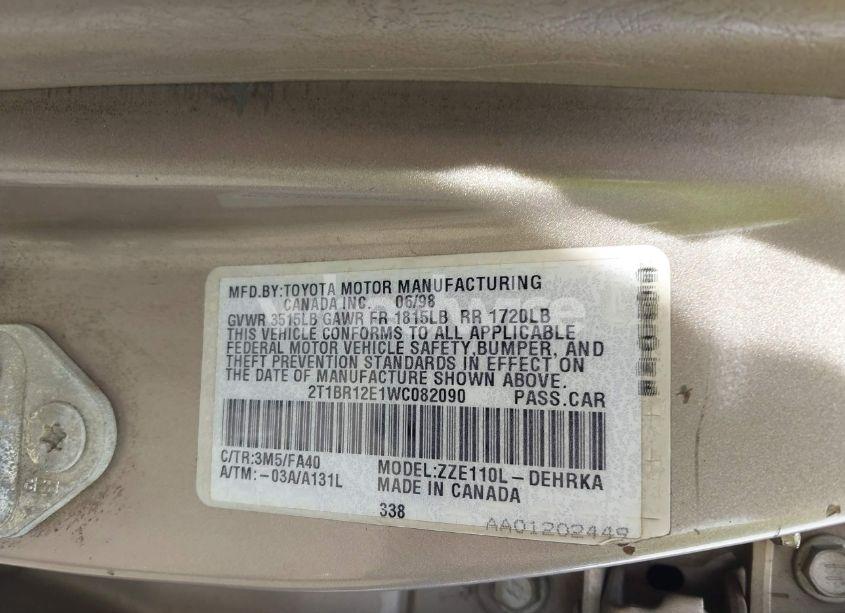 MFD.BY:TOYOTA MOTOR MANUFACTURING
CANADA INC. 06/98
GVWR 3515LB GAWR FR 1815LB RR 1720LB
THIS VEHICLE CONFORMS TO ALL APPLICABLE
FEDERAL MOTOR VEHICLE SAFETY,BUMPER, AND
THEFT PREVENTION STANDARDS IN EFFECT ON
THE DATE OF MANUFACTURE SHOWN ABOVE.
2T1BR12E1WC082090 PASS.CAR
C/TR:3M5/FA40 MODEL:ZZE110L-DEHRKA
A/TM:-03A/A131L MADE IN CANADA
338
AA01202449